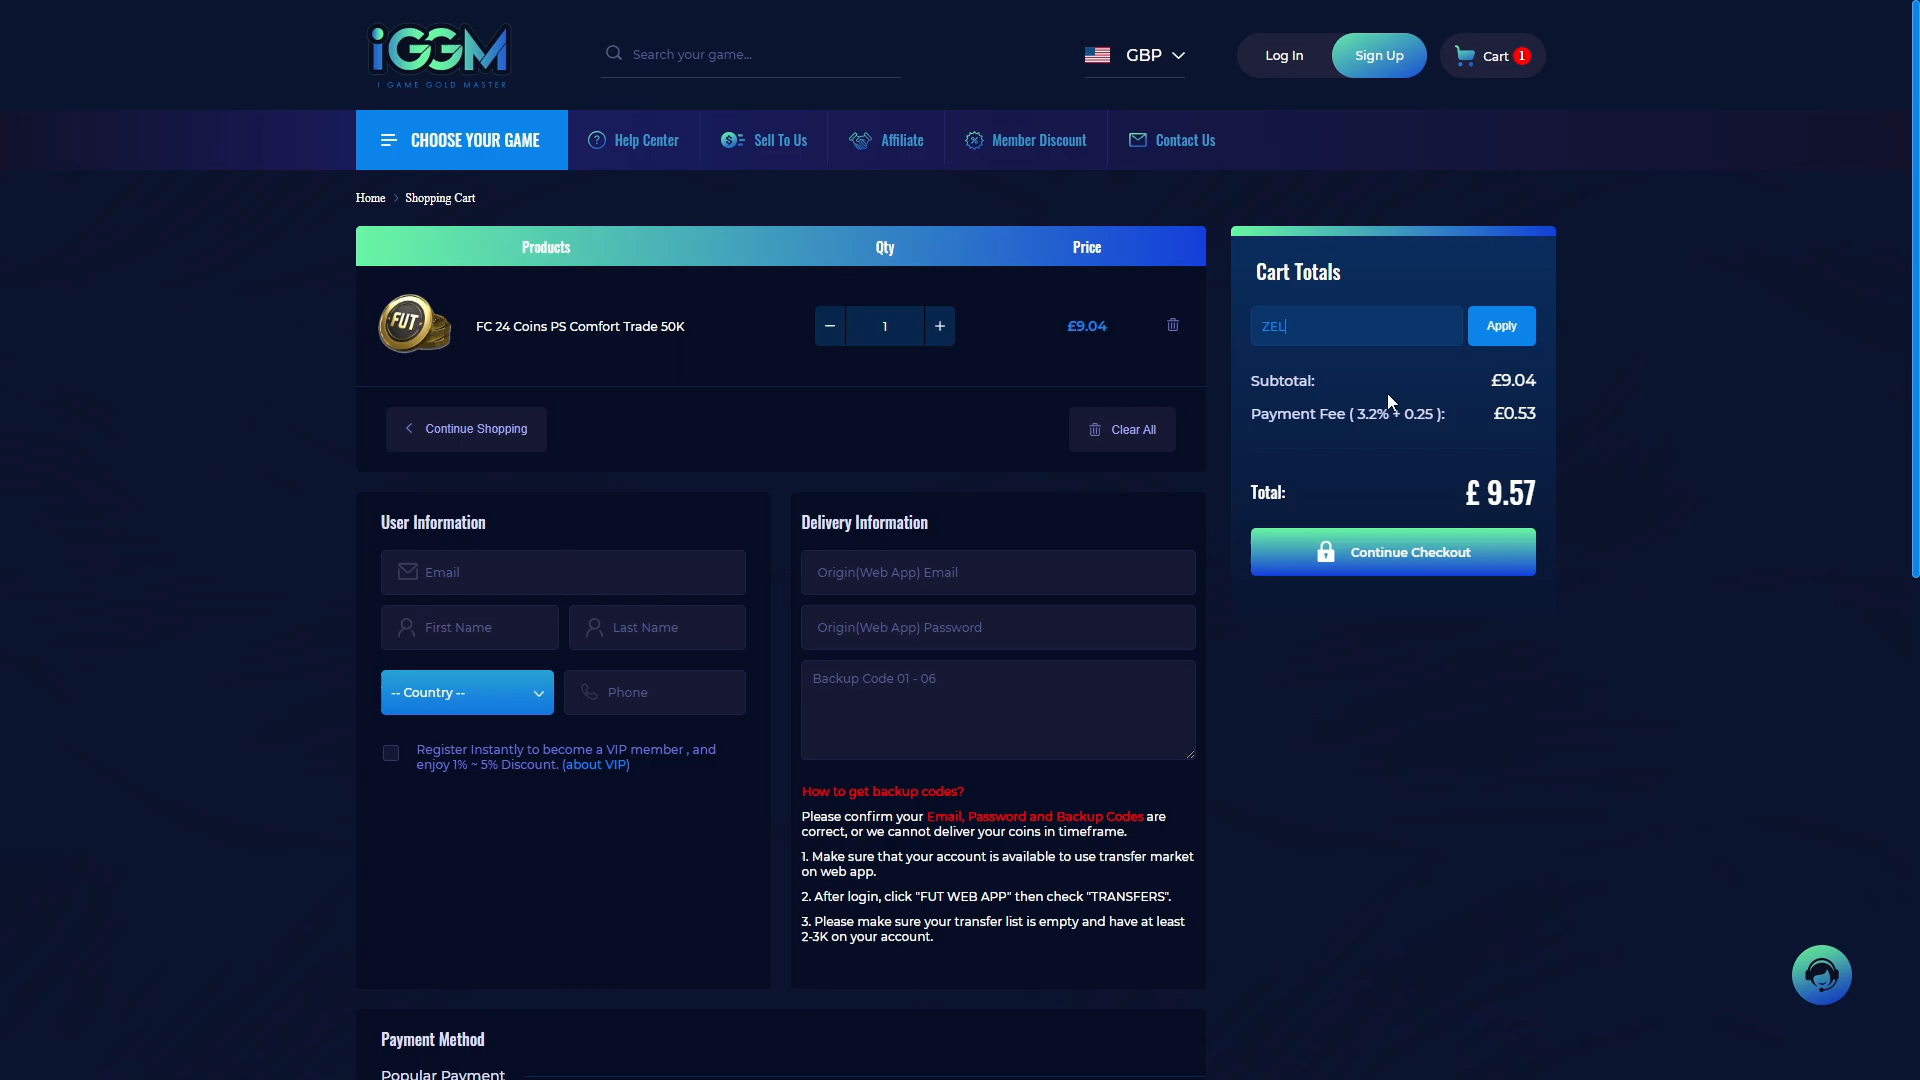 iGGM
I GAME GOLD MASTER
Search your game...
GBP
Log In
Sign Up
Cart 1
CHOOSE YOUR GAME
Help Center
Sell To Us
Affiliate
Member Discount
Contact Us
Home > Shopping Cart
Products Qty Price
FUT
FC 24 Coins PS Comfort Trade 50K
− 1 +
£9.04
Continue Shopping
Clear All
Cart Totals
ZEL
Apply
Subtotal: £9.04
Payment Fee ( 3.2% + 0.25 ): £0.53
Total: £ 9.57
Continue Checkout
User Information
Email
First Name
Last Name
-- Country --
Phone
Register Instantly to become a VIP member , and
enjoy 1% ~ 5% Discount. (about VIP)
Delivery Information
Origin(Web App) Email
Origin(Web App) Password
Backup Code 01 - 06
How to get backup codes?
Please confirm your Email, Password and Backup Codes are
correct, or we cannot deliver your coins in timeframe.
1. Make sure that your account is available to use transfer market
on web app.
2. After login, click "FUT WEB APP" then check "TRANSFERS".
3. Please make sure your transfer list is empty and have at least
2-3K on your account.
Payment Method
Popular Payment